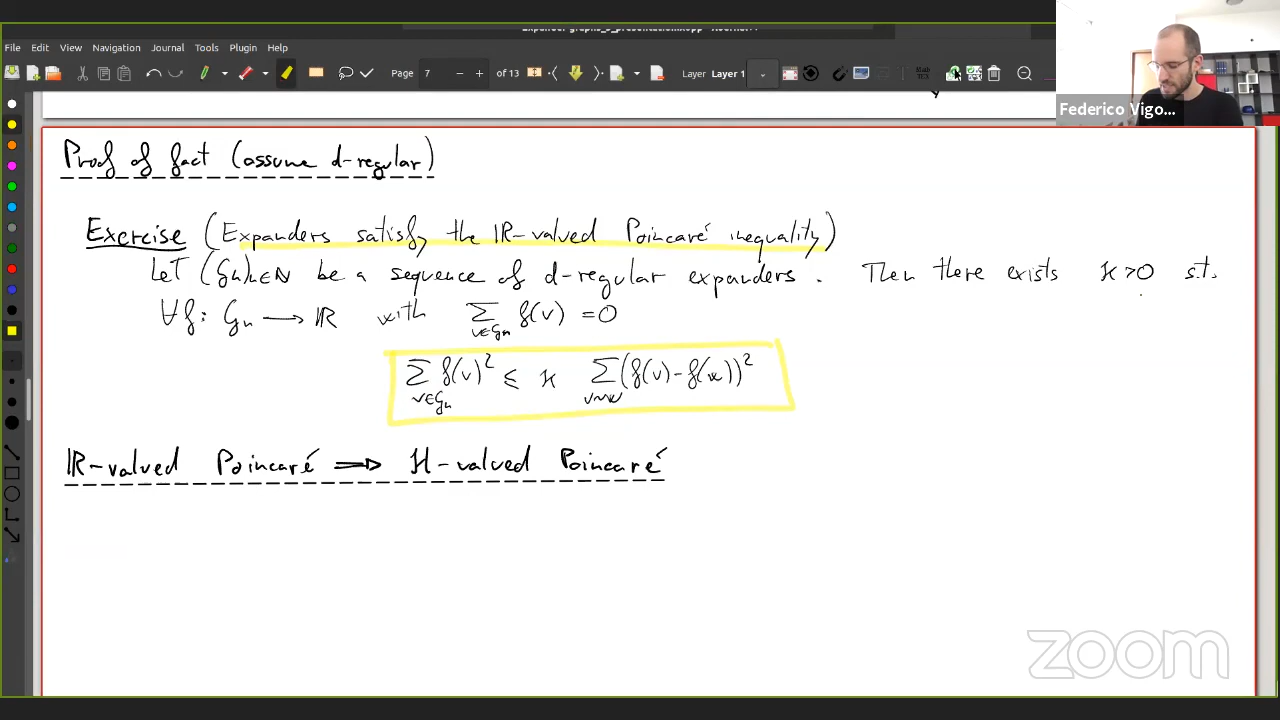 File Edit View Navigation Journal Tools Plugin Help
Page 7 − + of 13 Layer Layer 1
Federico Vigo...
Proof of fact (assume d-regular)
Exercise (Expanders satisfy the ℝ-valued Poincaré inequality)
Let (𝒢n)n∈ℕ be a sequence of d-regular expanders. Then there exists κ>0 s.t.
∀f: 𝒢n → ℝ with ∑_{v∈𝒢n} f(v) = 0
∑_{v∈𝒢n} f(v)² ≤ κ ∑_{v~w} (f(v)-f(w))²
ℝ-valued Poincaré ⇒ H-valued Poincaré
zoom